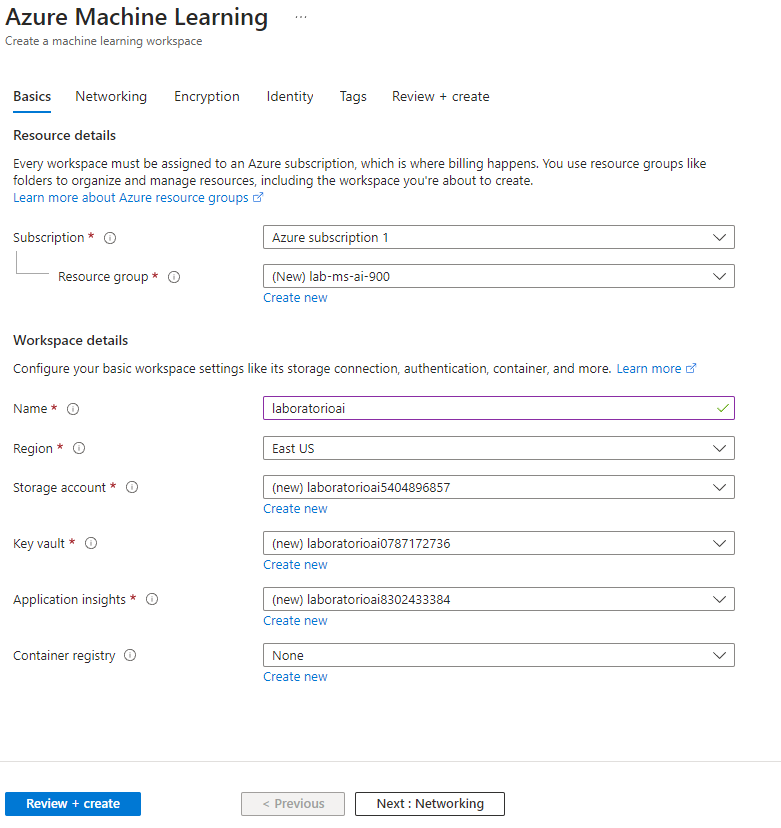 Azure Machine Learning ...
Create a machine learning workspace
Basics Networking Encryption Identity Tags Review + create
Resource details
Every workspace must be assigned to an Azure subscription, which is where billing happens. You use resource groups like
folders to organize and manage resources, including the workspace you're about to create.
Learn more about Azure resource groups
Subscription * Azure subscription 1
Resource group * (New) lab-ms-ai-900
Create new
Workspace details
Configure your basic workspace settings like its storage connection, authentication, container, and more. Learn more
Name * laboratorioai
Region * East US
Storage account * (new) laboratorioai5404896857
Create new
Key vault * (new) laboratorioai0787172736
Create new
Application insights * (new) laboratorioai8302433384
Create new
Container registry None
Create new
Review + create < Previous Next : Networking